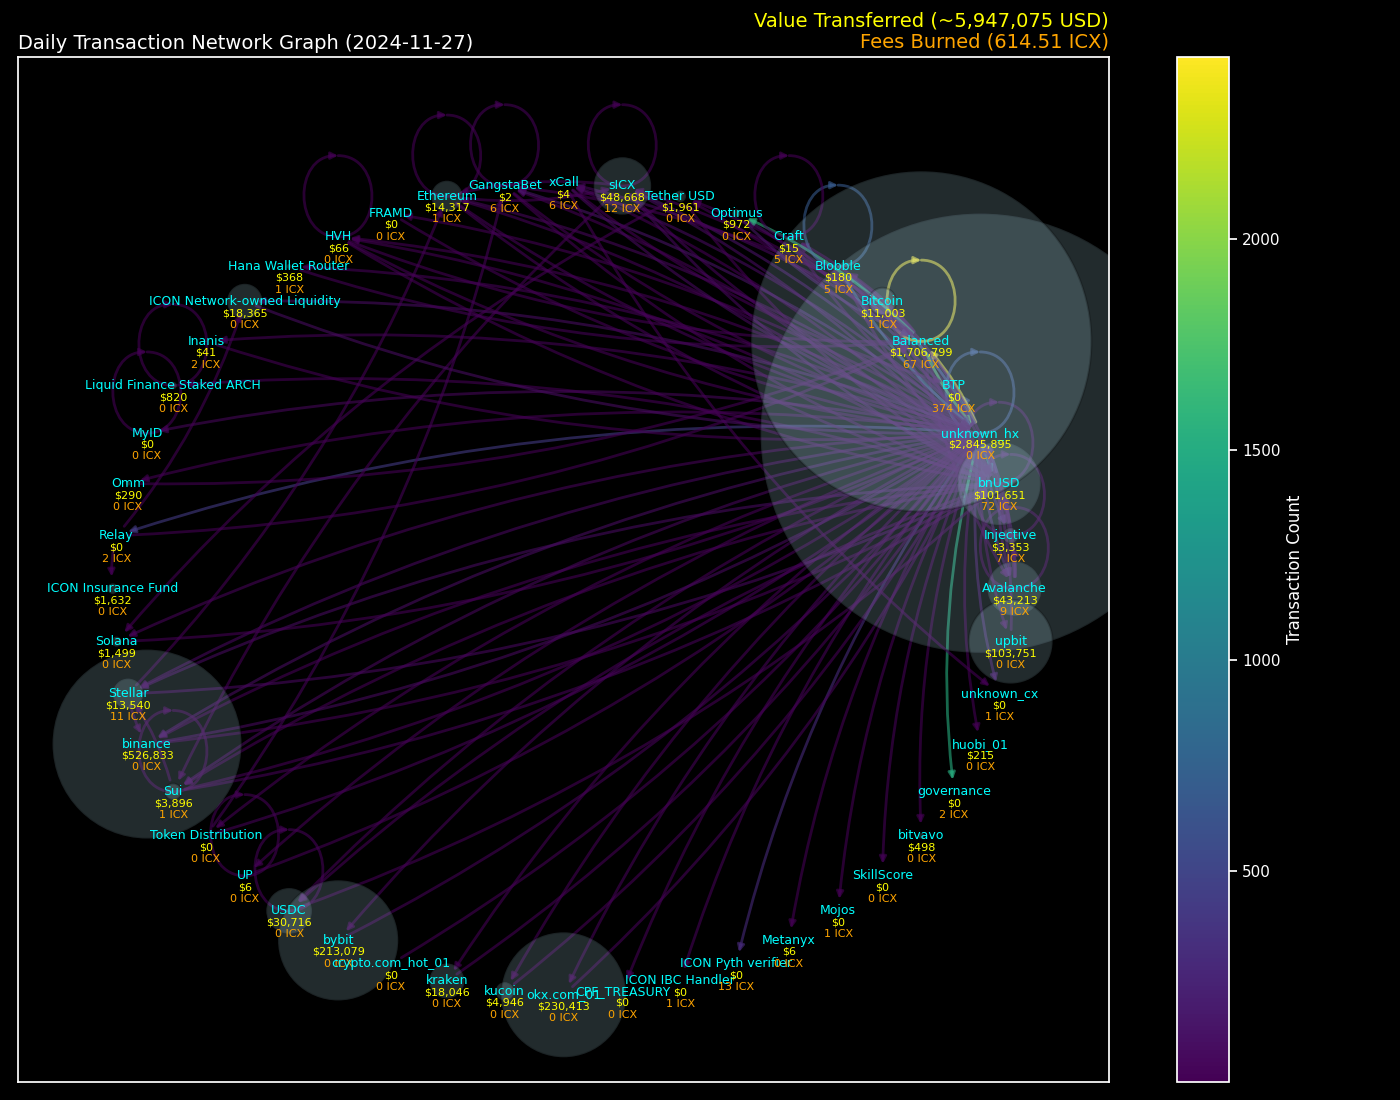 Value Transferred (~5,947,075 USD)
Daily Transaction Network Graph (2024-11-27)
Fees Burned (614.51 ICX)
xCall
$4
6 ICX
GangstaBet
$2
6 ICX
sICX
$48,668
12 ICX
Ethereum
$14,317
1 ICX
Tether USD
$1,961
0 ICX
FRAMD
$0
0 ICX
Optimus
$972
0 ICX
HVH
$66
0 ICX
Craft
$15
5 ICX
Hana Wallet Router
$368
1 ICX
Blobble
$180
5 ICX
ICON Network-owned Liquidity
$18,365
0 ICX
Bitcoin
$11,003
1 ICX
Inanis
$41
2 ICX
Balanced
$1,706,799
67 ICX
Liquid Finance Staked ARCH
$820
0 ICX
BTP
$0
374 ICX
MyID
$0
0 ICX
unknown_hx
$2,845,895
0 ICX
Omm
$290
0 ICX
bnUSD
$101,651
72 ICX
Relay
$0
2 ICX
Injective
$3,353
7 ICX
ICON Insurance Fund
$1,632
0 ICX
Avalanche
$43,213
9 ICX
Solana
$1,499
0 ICX
upbit
$103,751
0 ICX
Stellar
$13,540
11 ICX
unknown_cx
$0
1 ICX
binance
$526,833
0 ICX
huobi_01
$215
0 ICX
Sui
$3,896
1 ICX
governance
$0
2 ICX
Token Distribution
$0
0 ICX
bitvavo
$498
0 ICX
UP
$6
0 ICX
SkillScore
$0
0 ICX
USDC
$30,716
0 ICX
Mojos
$0
1 ICX
bybit
$213,079
0 ICX
Metanyx
$6
0 ICX
crypto.com_hot_01
$0
0 ICX
ICON Pyth verifier
$0
13 ICX
kraken
$18,046
0 ICX
ICON IBC Handler
$0
1 ICX
kucoin
$4,946
0 ICX
okx.com_01
$230,413
0 ICX
CPF_TREASURY
$0
0 ICX
2000
1500
1000
500
Transaction Count